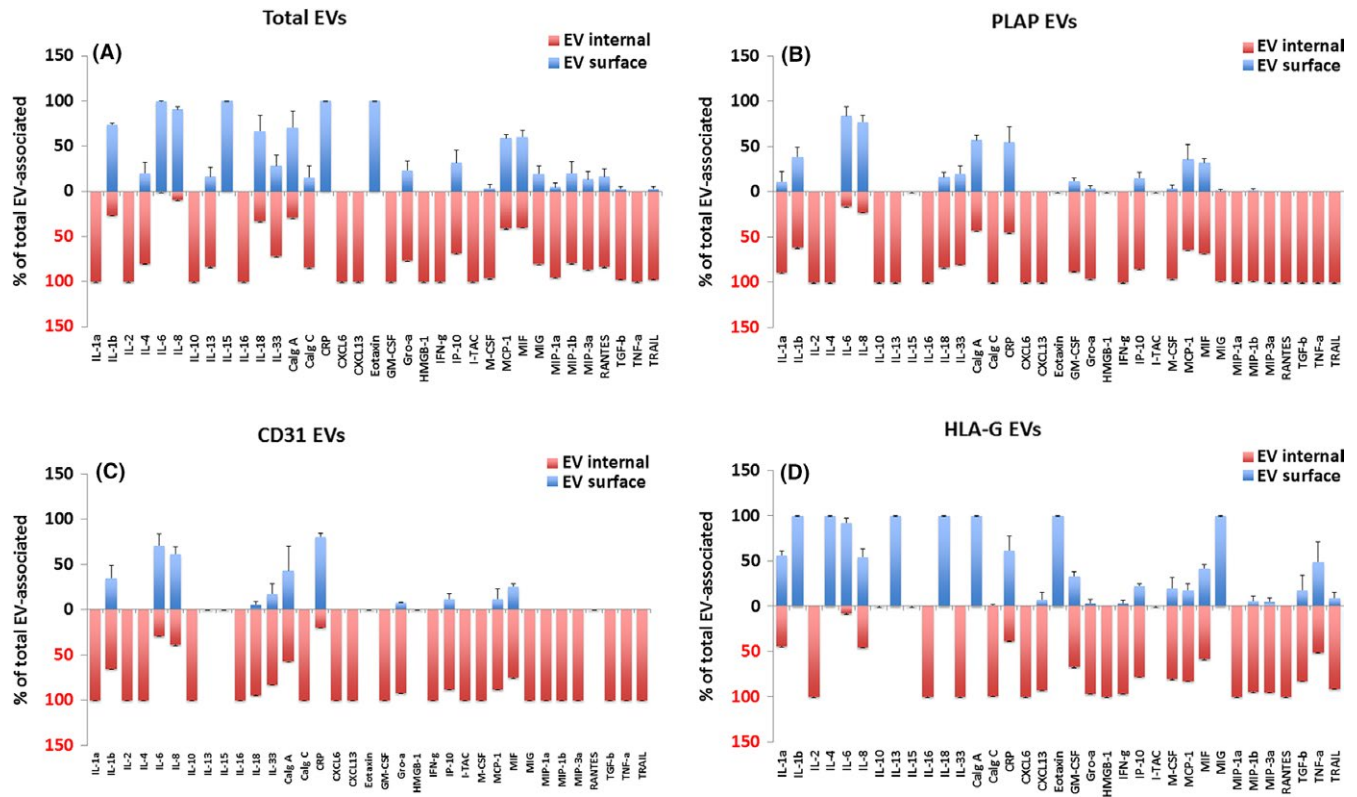 Total EVs
(A)
EV internal
EV surface
% of total EV-associated
150
100
50
0
50
100
150
IL-1a IL-1b IL-2 IL-4 IL-6 IL-8 IL-10 IL-13 IL-15 IL-16 IL-18 IL-33 Calg A Calg C CRP CXCL6 CXCL13 Eotaxin GM-CSF Gro-a HMGB-1 IFN-g IP-10 I-TAC M-CSF MCP-1 MIF MIG MIP-1a MIP-1b MIP-3a RANTES TGF-b TNF-a TRAIL
PLAP EVs
(B)
EV internal
EV surface
% of total EV-associated
150
100
50
0
50
100
150
IL-1a IL-1b IL-2 IL-4 IL-6 IL-8 IL-10 IL-13 IL-15 IL-16 IL-18 IL-33 Calg A Calg C CRP CXCL6 CXCL13 Eotaxin GM-CSF Gro-a HMGB-1 IFN-g IP-10 I-TAC M-CSF MCP-1 MIF MIG MIP-1a MIP-1b MIP-3a RANTES TGF-b TNF-a TRAIL
CD31 EVs
(C)
EV internal
EV surface
% of total EV-associated
150
100
50
0
50
100
150
IL-1a IL-1b IL-2 IL-4 IL-6 IL-8 IL-10 IL-13 IL-15 IL-16 IL-18 IL-33 Calg A Calg C CRP CXCL6 CXCL13 Eotaxin GM-CSF Gro-a HMGB-1 IFN-g IP-10 I-TAC M-CSF MCP-1 MIF MIG MIP-1a MIP-1b MIP-3a RANTES TGF-b TNF-a TRAIL
HLA-G EVs
(D)
EV internal
EV surface
% of total EV-associated
150
100
50
0
50
100
150
IL-1a IL-1b IL-2 IL-4 IL-6 IL-8 IL-10 IL-13 IL-15 IL-16 IL-18 IL-33 Calg A Calg C CRP CXCL6 CXCL13 Eotaxin GM-CSF Gro-a HMGB-1 IFN-g IP-10 I-TAC M-CSF MCP-1 MIF MIG MIP-1a MIP-1b MIP-3a RANTES TGF-b TNF-a TRAIL